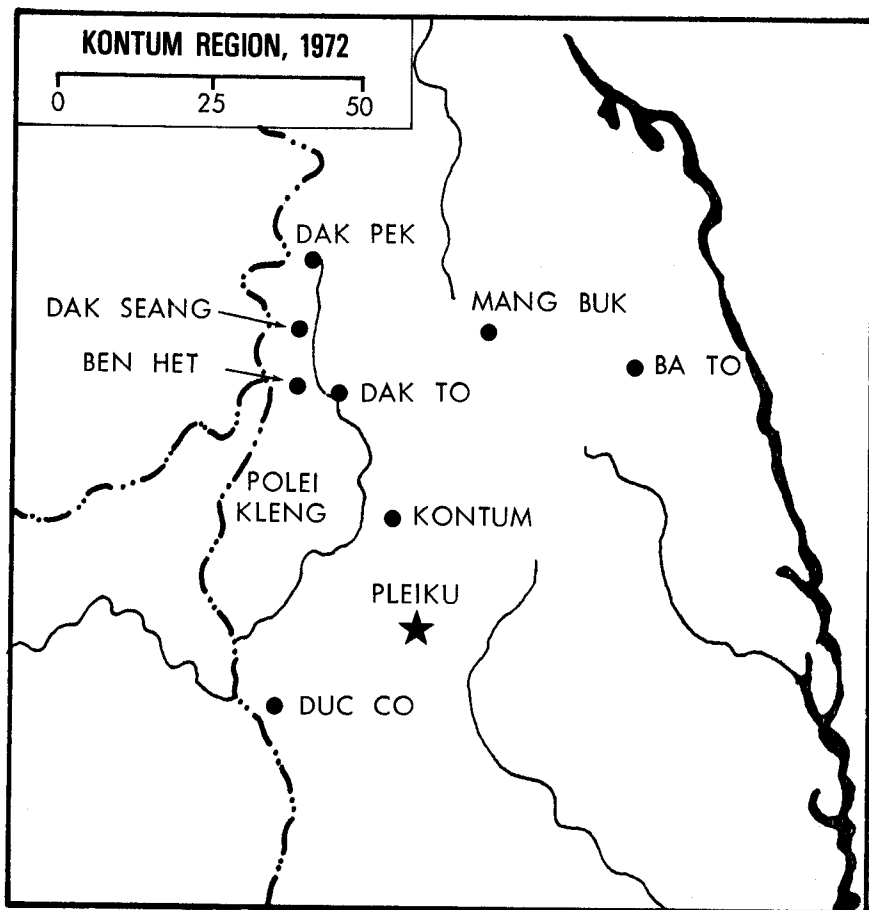 KONTUM REGION, 1972
0 25 50
DAK PEK
DAK SEANG
MANG BUK
BEN HET
BA TO
DAK TO
POLEI
KLENG
KONTUM
PLEIKU
DUC CO